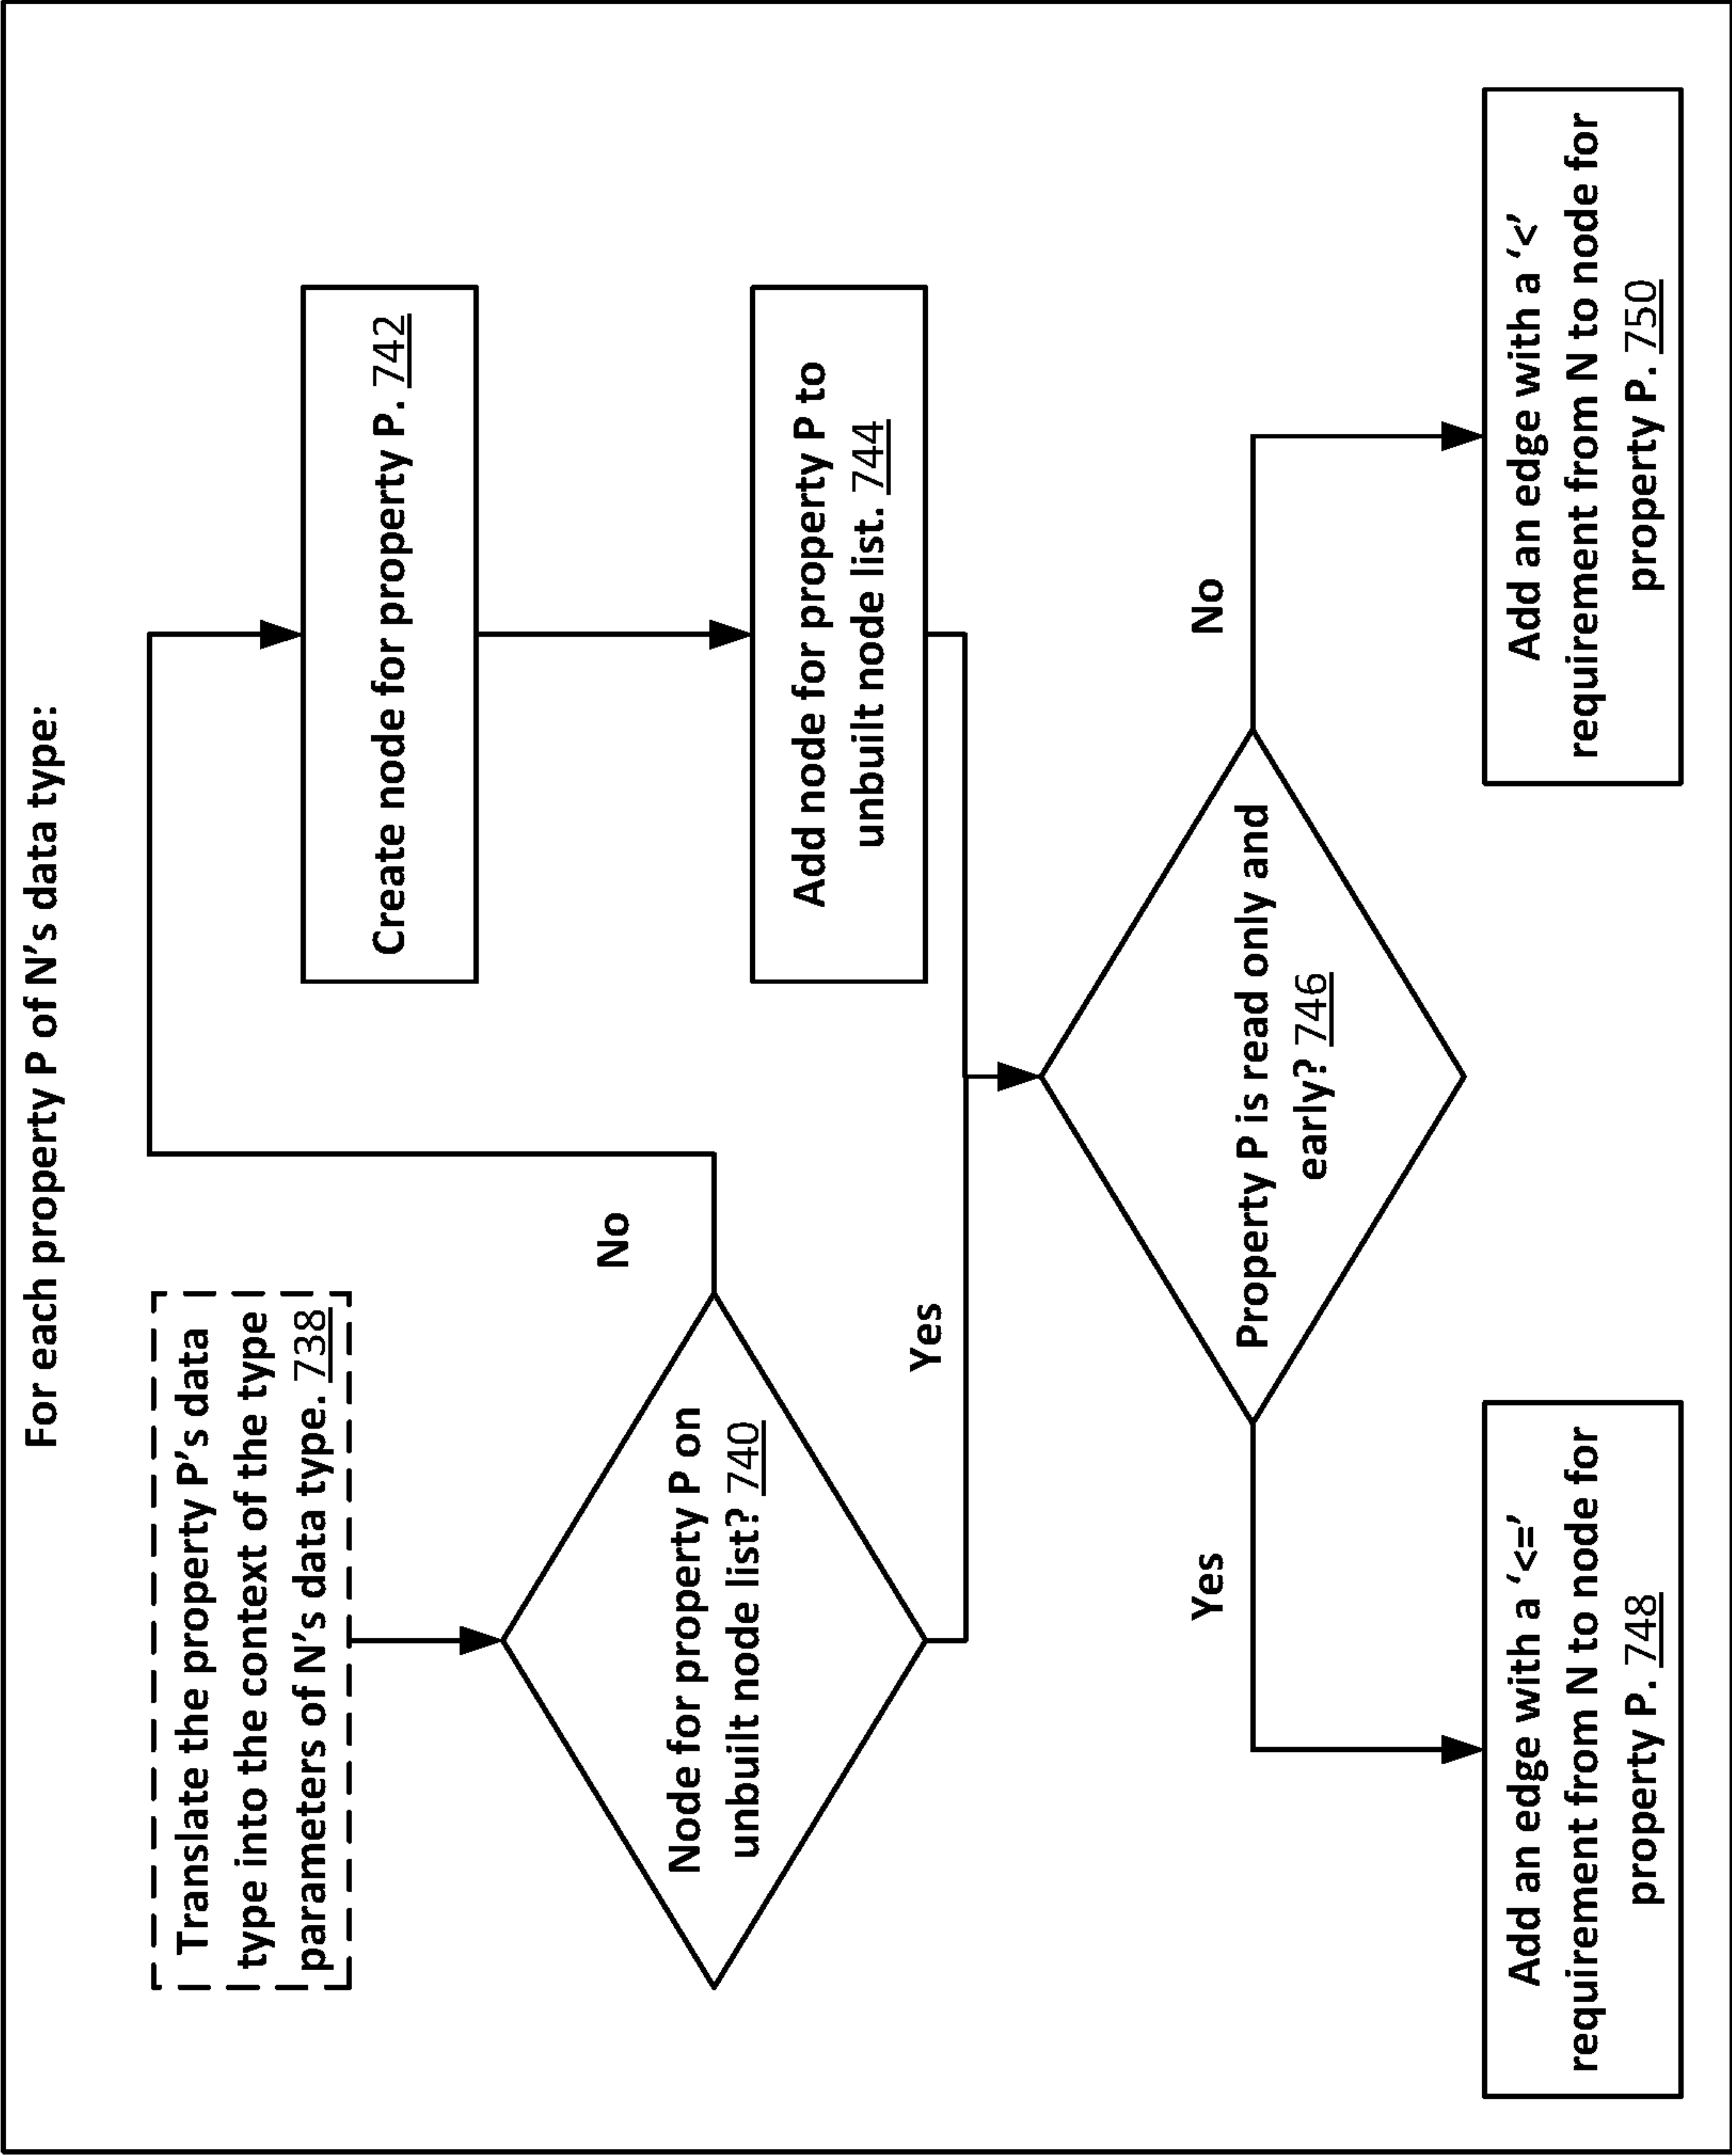 For each property P of N's data type:
Translate the property P's data
type into the context of the type
parameters of N's data type. 738
No
Create node for property P. 742
Node for property P on
unbuilt node list? 740
Add node for property P to
unbuilt node list. 744
Yes
Property P is read only and
early? 746
Yes
No
Add an edge with a ‘<=’
requirement from N to node for
property P. 748
Add an edge with a ‘<’
requirement from N to node for
property P. 750